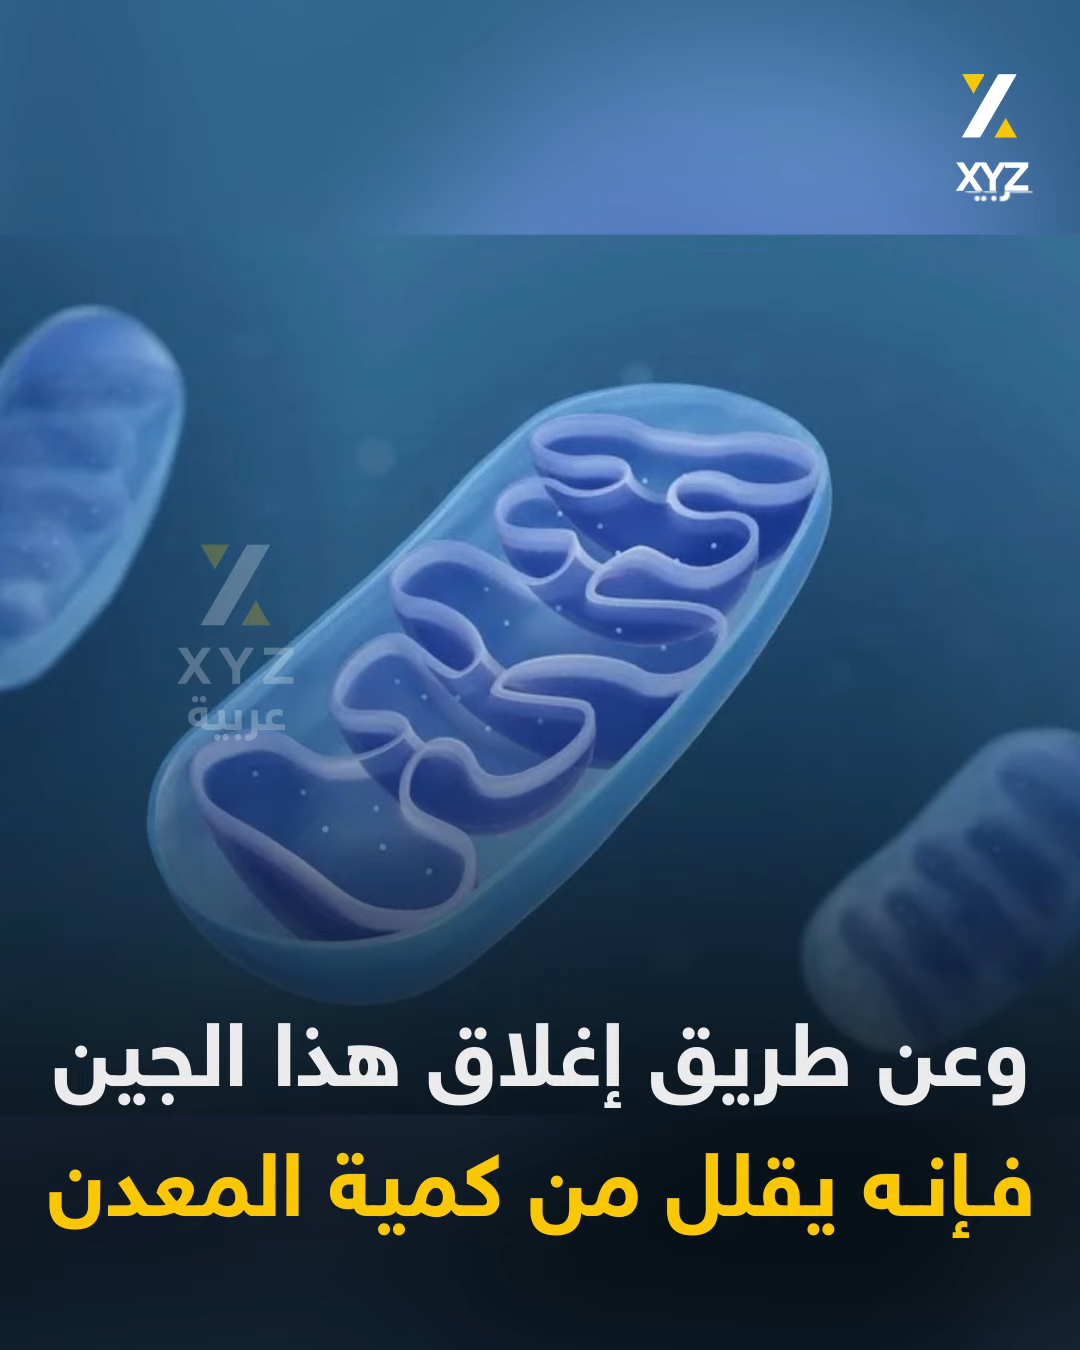 XYZ
عربية
XYZ
عربية
وعن طريق إغلاق هذا الجين
فإنه يقلل من كمية المعدن